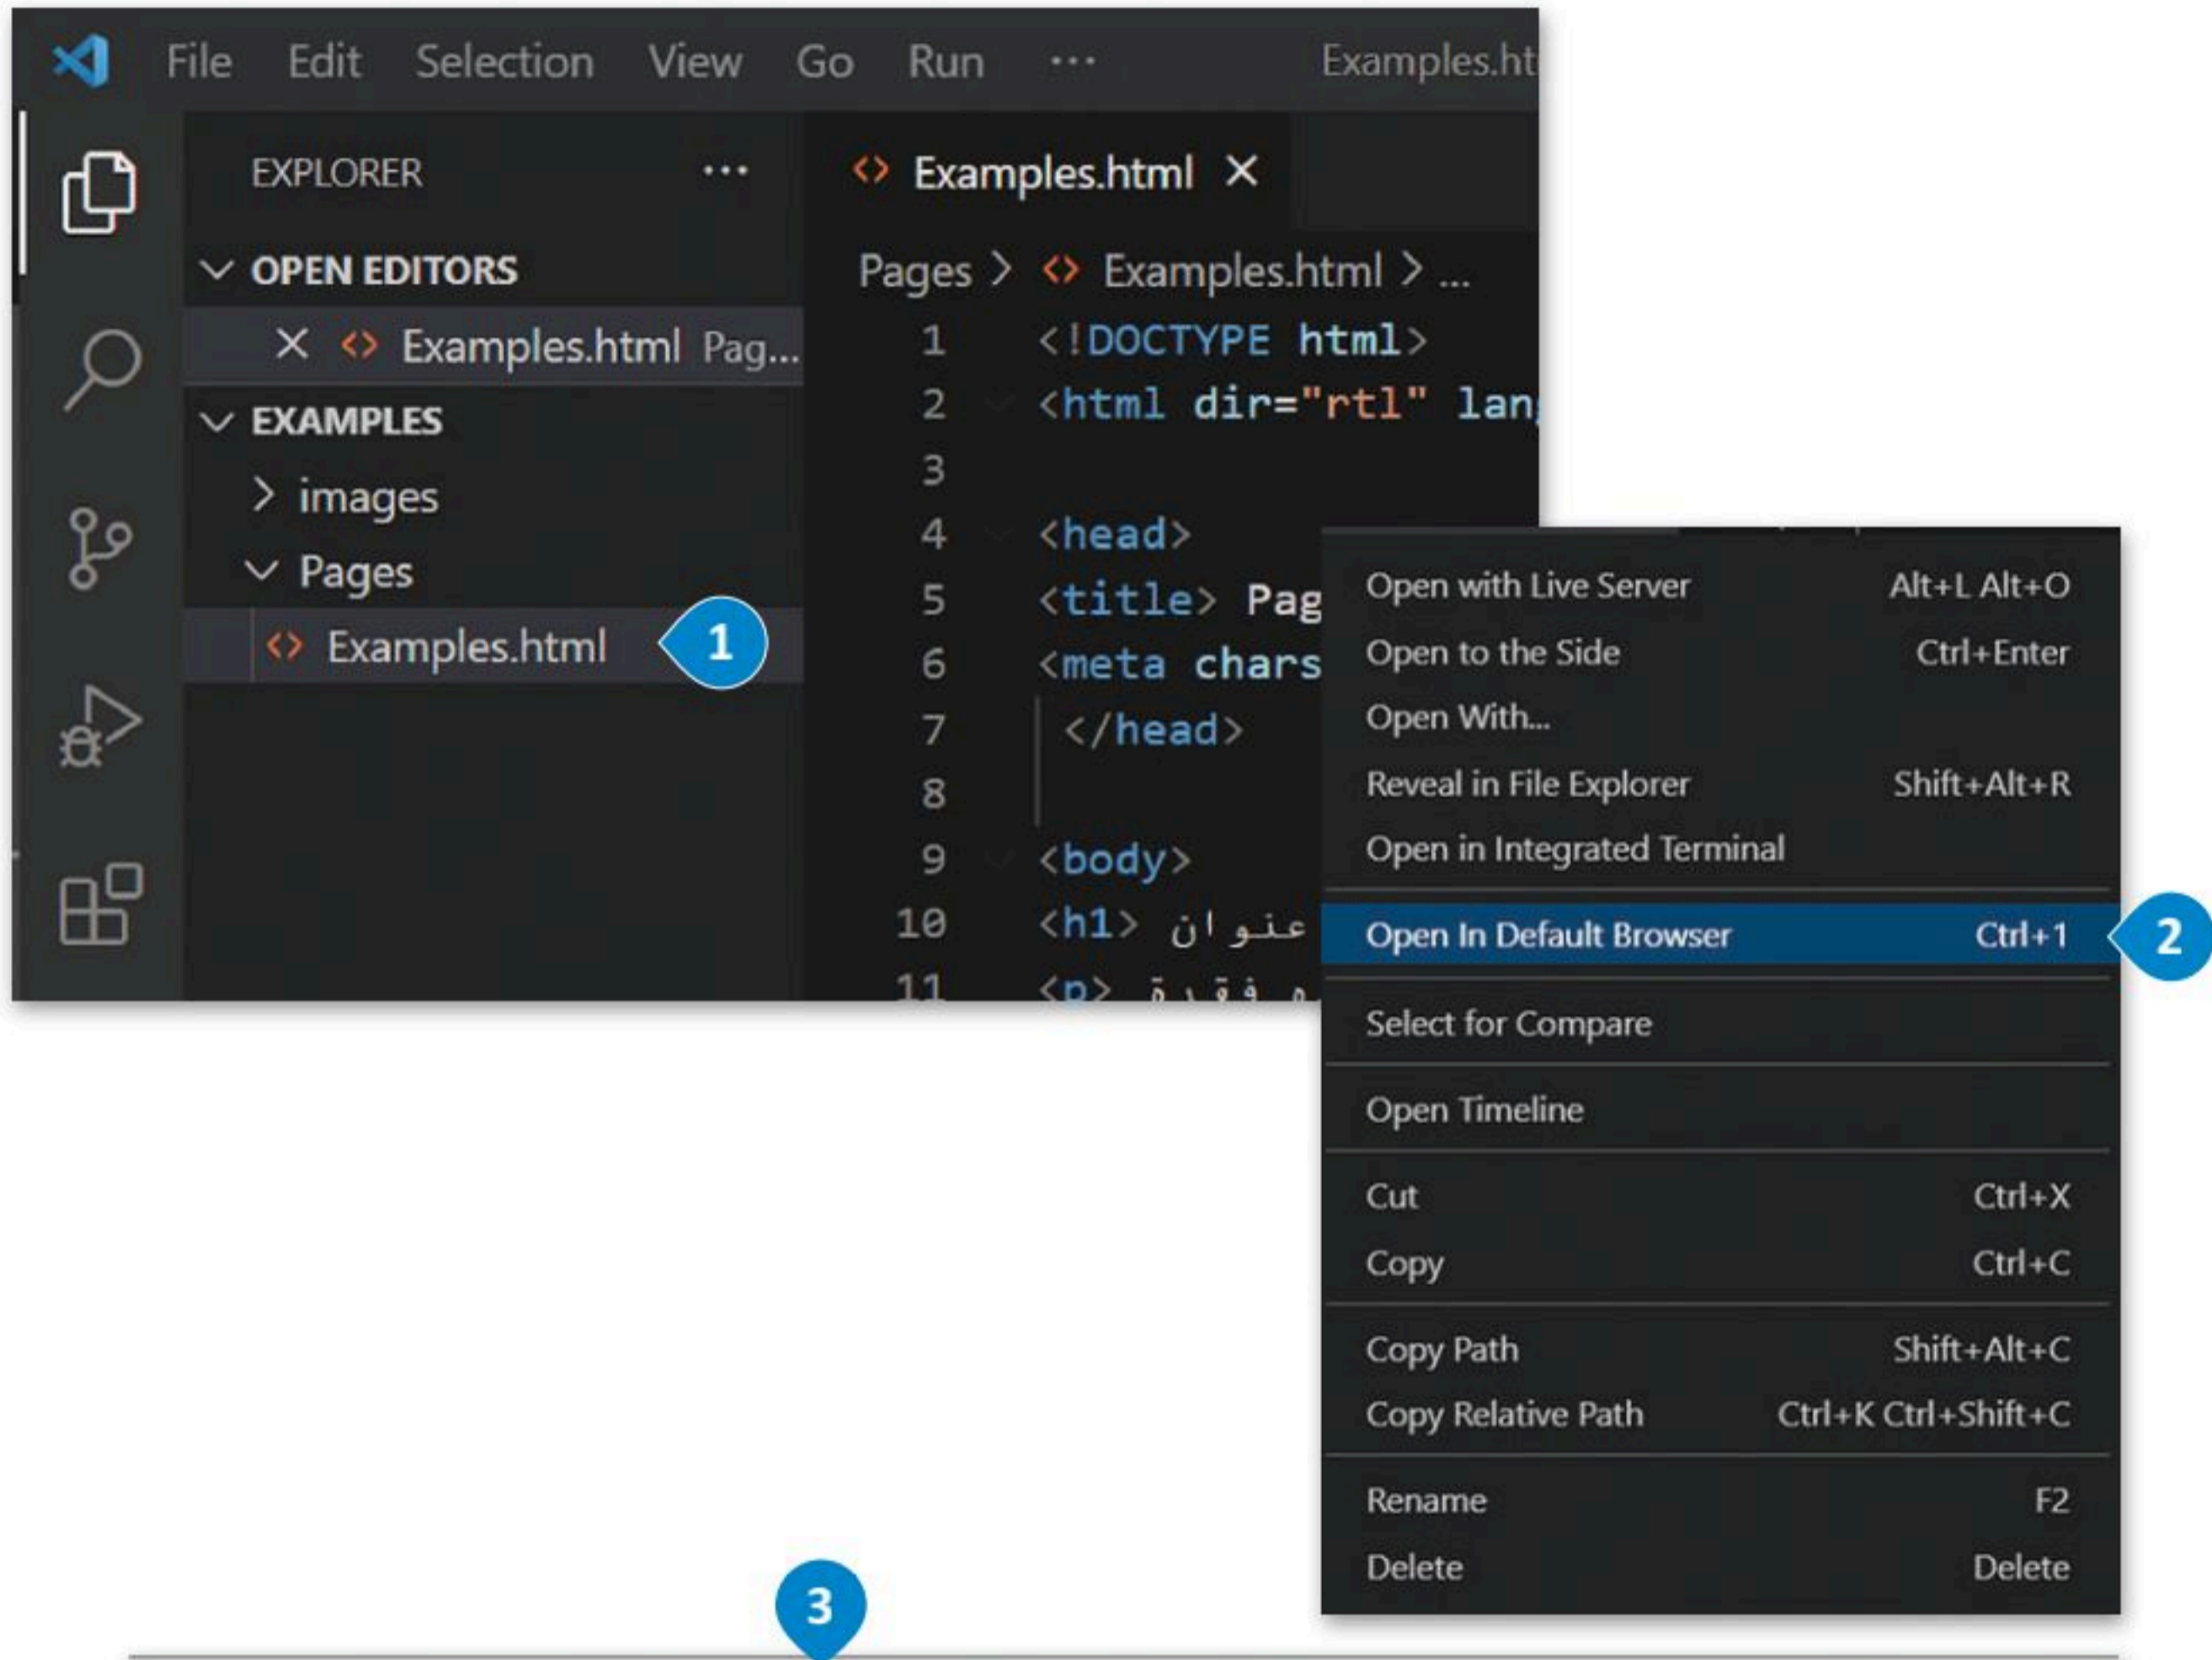 File Edit Selection View Go Run ··· Examples.ht
EXPLORER ···
OPEN EDITORS
Examples.html Pag...
EXAMPLES
images
Pages
Examples.html
1
Examples.html
Pages > Examples.html > ...
1 <!DOCTYPE html>
2 <html dir="rtl" lan
3
4 <head>
5 <title> Pag
6 <meta chars
7 </head>
8
9 <body>
10 <h1> عنوان
11 <p> فقرة
Open with Live Server Alt+L Alt+O
Open to the Side Ctrl+Enter
Open With...
Reveal in File Explorer Shift+Alt+R
Open in Integrated Terminal
Open In Default Browser Ctrl+1
2
Select for Compare
Open Timeline
Cut Ctrl+X
Copy Ctrl+C
Copy Path Shift+Alt+C
Copy Relative Path Ctrl+K Ctrl+Shift+C
Rename F2
Delete Delete
3